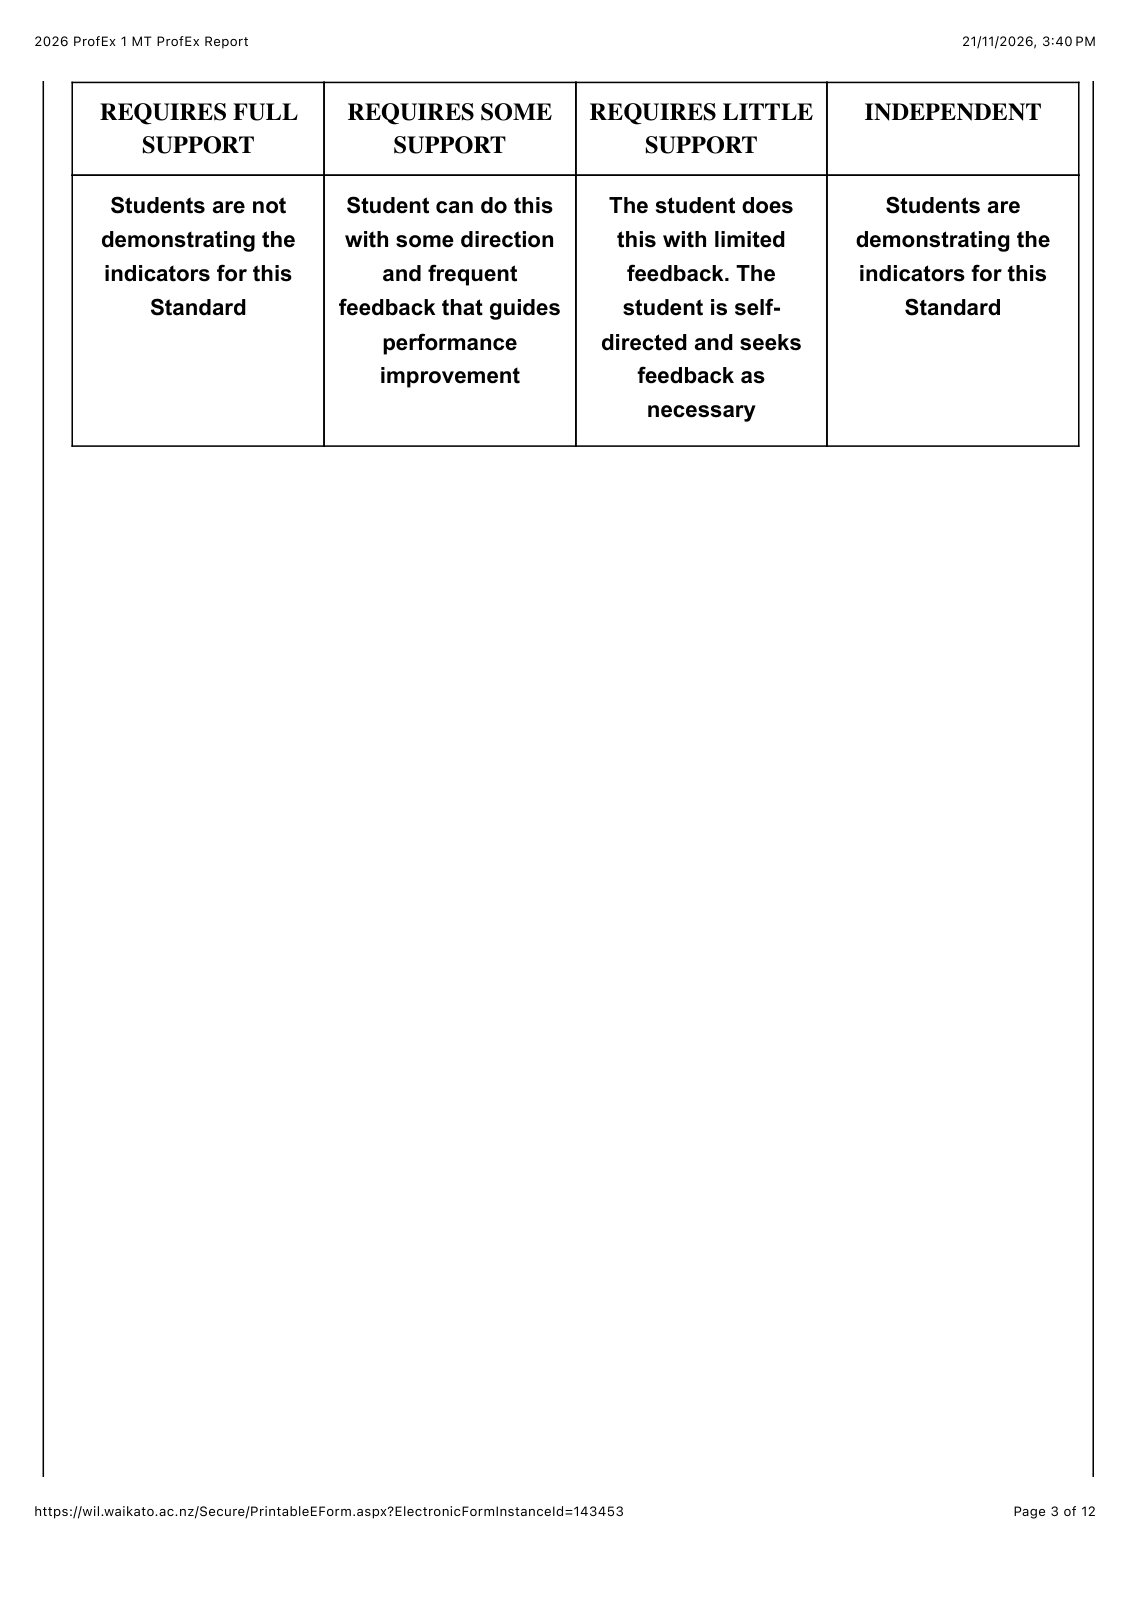 2026 ProfEx 1 MT ProfEx Report
21/11/2026, 3:40 PM
REQUIRES FULL
SUPPORT
REQUIRES SOME
SUPPORT
REQUIRES LITTLE
SUPPORT
INDEPENDENT
Students are not
demonstrating the
indicators for this
Standard
Student can do this
with some direction
and frequent
feedback that guides
performance
improvement
The student does
this with limited
feedback. The
student is self-
directed and seeks
feedback as
necessary
Students are
demonstrating the
indicators for this
Standard
https://wil.waikato.ac.nz/Secure/PrintableEForm.aspx?ElectronicFormInstanceId=143453
Page 3 of 12